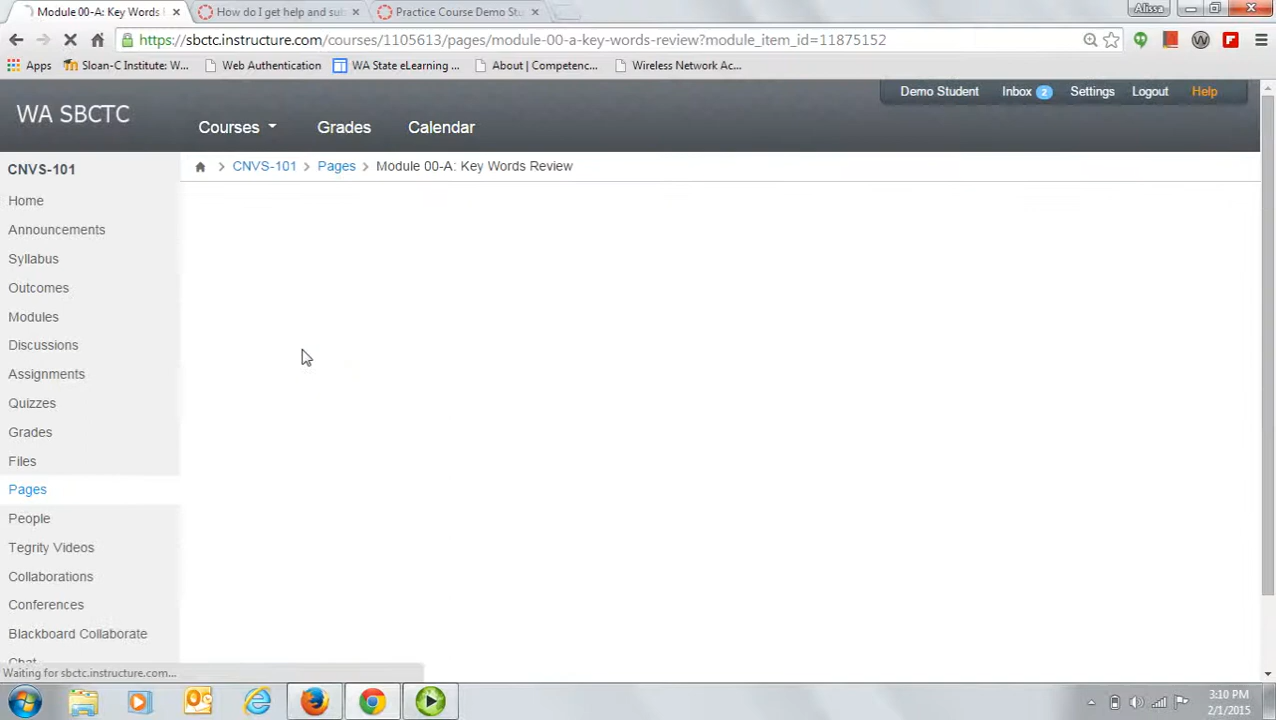 Module 00-A: Key Words
How do I get help and sub
Practice Course Demo Stu
Alissa
https://sbctc.instructure.com/courses/1105613/pages/module-00-a-key-words-review?module_item_id=11875152
Apps Sloan-C Institute: W... Web Authentication WA State eLearning ... About | Competenc... Wireless Network Ac...
Demo Student Inbox 2 Settings Logout Help
WA SBCTC
Courses Grades Calendar
CNVS-101
CNVS-101 > Pages > Module 00-A: Key Words Review
Home
Announcements
Syllabus
Outcomes
Modules
Discussions
Assignments
Quizzes
Grades
Files
Pages
People
Tegrity Videos
Collaborations
Conferences
Blackboard Collaborate
Chat
Waiting for sbctc.instructure.com...
3:10 PM
2/1/2015